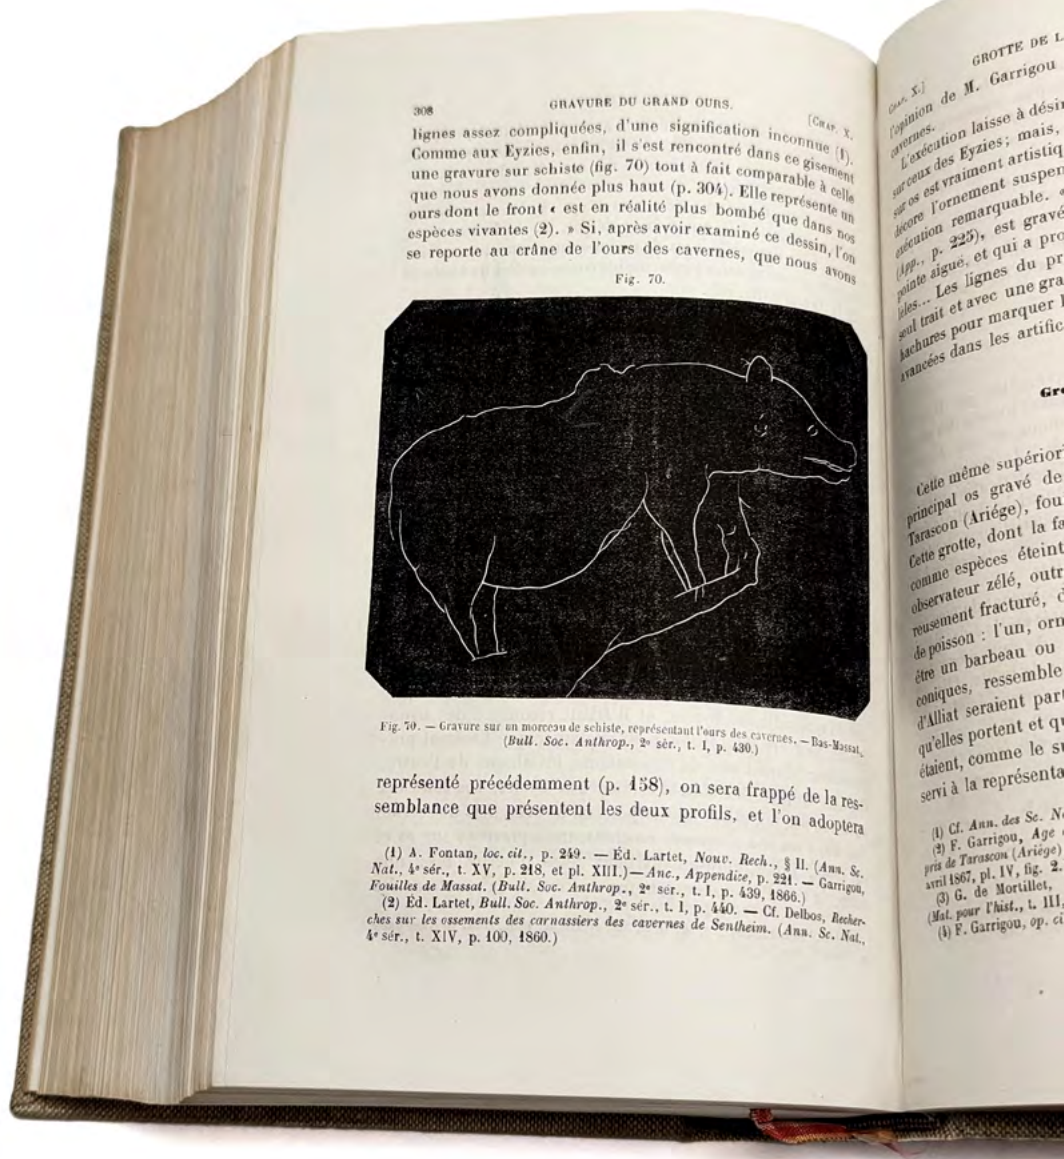 308
GRAVURE DU GRAND OURS.
[CHAP. X.
lignes assez compliquées, d'une signification inconnue (1).
Comme aux Eyzies, enfin, il s'est rencontré dans ce gisement
une gravure sur schiste (fig. 70) tout à fait comparable à celle
que nous avons donnée plus haut (p. 304). Elle représente un
ours dont le front « est en réalité plus bombé que dans nos
espèces vivantes (2). » Si, après avoir examiné ce dessin, l'on
se reporte au crâne de l'ours des cavernes, que nous avons
Fig. 70.
Fig. 70. — Gravure sur un morceau de schiste, représentant l'ours des cavernes. — Bas-Massat.
(Bull. Soc. Anthrop., 2e sér., t. I, p. 430.)
représenté précédemment (p. 158), on sera frappé de la res-
semblance que présentent les deux profils, et l'on adoptera
(1) A. Fontan, loc. cit., p. 249. — Éd. Lartet, Nouv. Rech., § II. (Ann. Sc.
Nat., 4e sér., t. XV, p. 218, et pl. XIII.) — Anc., Appendice, p. 221. — Garrigou,
Fouilles de Massat. (Bull. Soc. Anthrop., 2e sér., t. I, p. 439, 1866.)
(2) Éd. Lartet, Bull. Soc. Anthrop., 2e sér., t. I, p. 440. — Cf. Delbos, Recher-
ches sur les ossements des carnassiers des cavernes de Sentheim. (Ann. Sc. Nat.,
4e sér., t. XIV, p. 100, 1860.)
GROTTE DE L
CHAP. X.]
l'opinion de M. Garrigou
cavernes.
L'exécution laisse à dési
sur ceux des Eyzies; mais,
sur os est vraiment artistiq
décore l'ornement suspen
exécution remarquable. «
(App., p. 225), est gravé
pointe aiguë, et qui a pro
lèles... Les lignes du pr
seul trait et avec une gra
hachures pour marquer l
avancées dans les artific
Gro
Cette même supérior
principal os gravé de
Tarascon (Ariége), fou
Cette grotte, dont la fa
comme espèces éteint
observateur zélé, outr
reusement fracturé, d
de poisson : l'un, orn
être un barbeau ou
coniques, ressemble
d'Alliat seraient part
qu'elles portent et qu
étaient, comme le su
servi à la représenta
(1) Cf. Ann. des Sc. N
(2) F. Garrigou, Age
près de Tarascon (Ariége)
avril 1867, pl. IV, fig. 2.
(3) G. de Mortillet,
(Mat. pour l'hist., t. III,
(4) F. Garrigou, op. ci